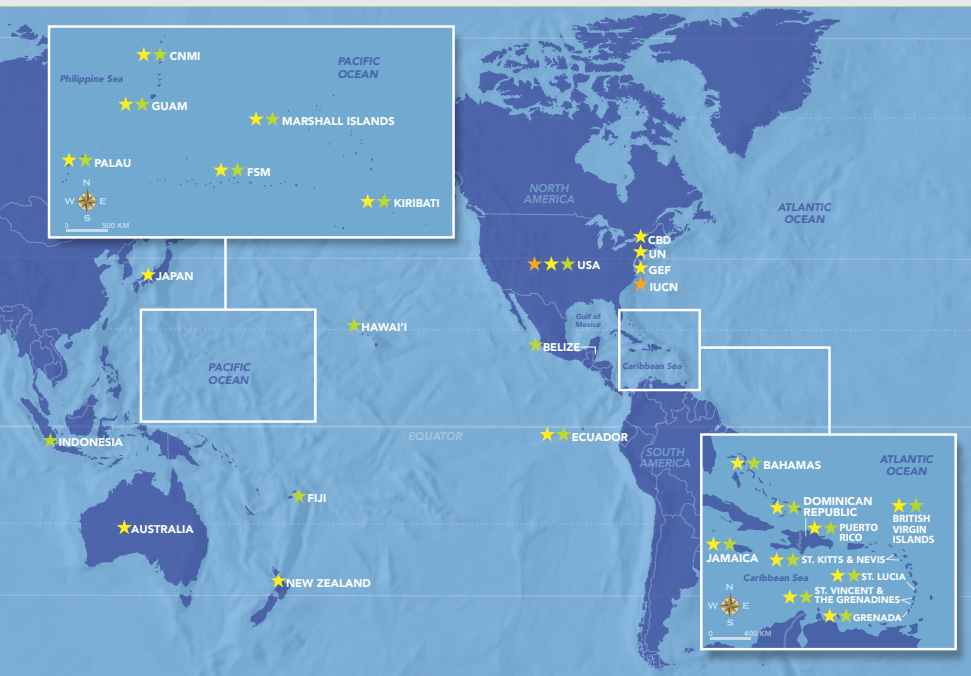 CNMI
Philippine Sea
PACIFIC
OCEAN
GUAM
MARSHALL ISLANDS
PALAU
FSM
N
W E
S
KIRIBATI
0 500 KM
NORTH
AMERICA
ATLANTIC
OCEAN
CBD
UN
USA
GEF
IUCN
JAPAN
Gulf of
Mexico
HAWAI'I
BELIZE
Caribbean Sea
PACIFIC
OCEAN
INDONESIA
EQUATOR
ECUADOR
SOUTH
AMERICA
FIJI
AUSTRALIA
NEW ZEALAND
BAHAMAS
ATLANTIC
OCEAN
DOMINICAN
REPUBLIC
BRITISH
VIRGIN
ISLANDS
PUERTO
RICO
JAMAICA
ST. KITTS & NEVIS
Caribbean Sea
ST. LUCIA
ST. VINCENT &
THE GRENADINES
N
W E
S
GRENADA
0 400 KM